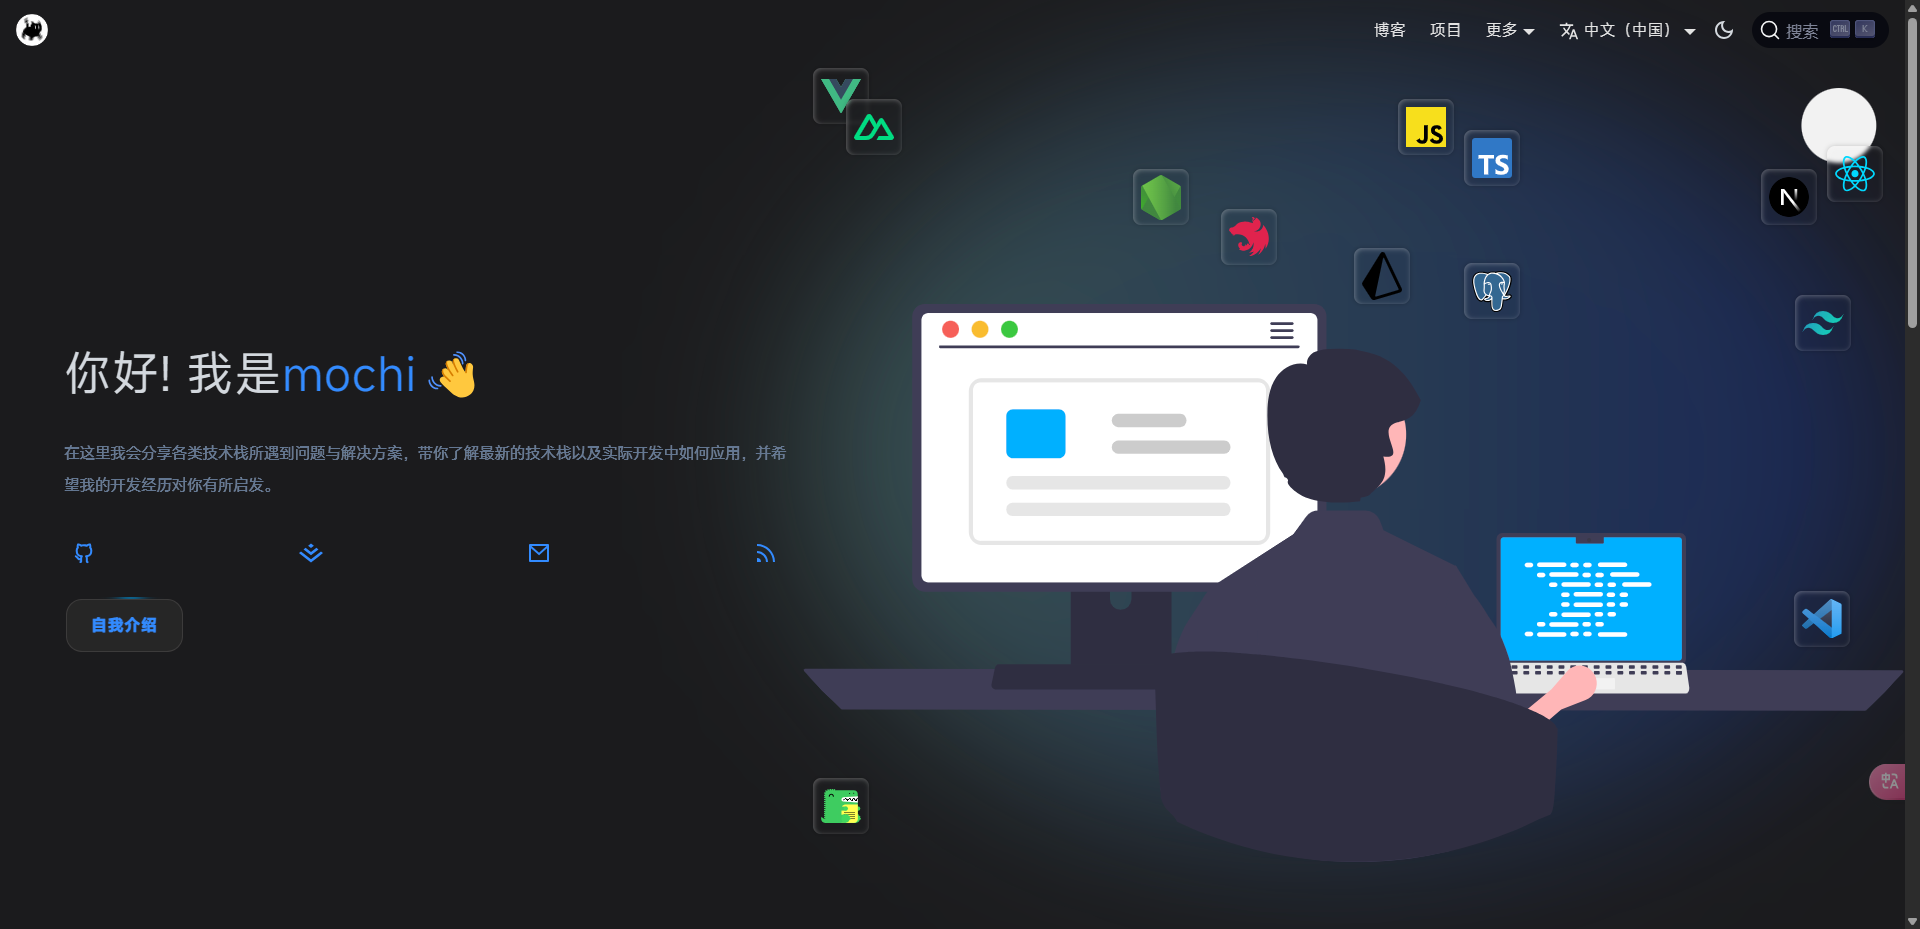 博客 项目 更多 中文（中国） 搜索 CTRL K
JS
TS
N
你好! 我是mochi 👋
在这里我会分享各类技术栈所遇到问题与解决方案，带你了解最新的技术栈以及实际开发中如何应用，并希
望我的开发经历对你有所启发。
自我介绍